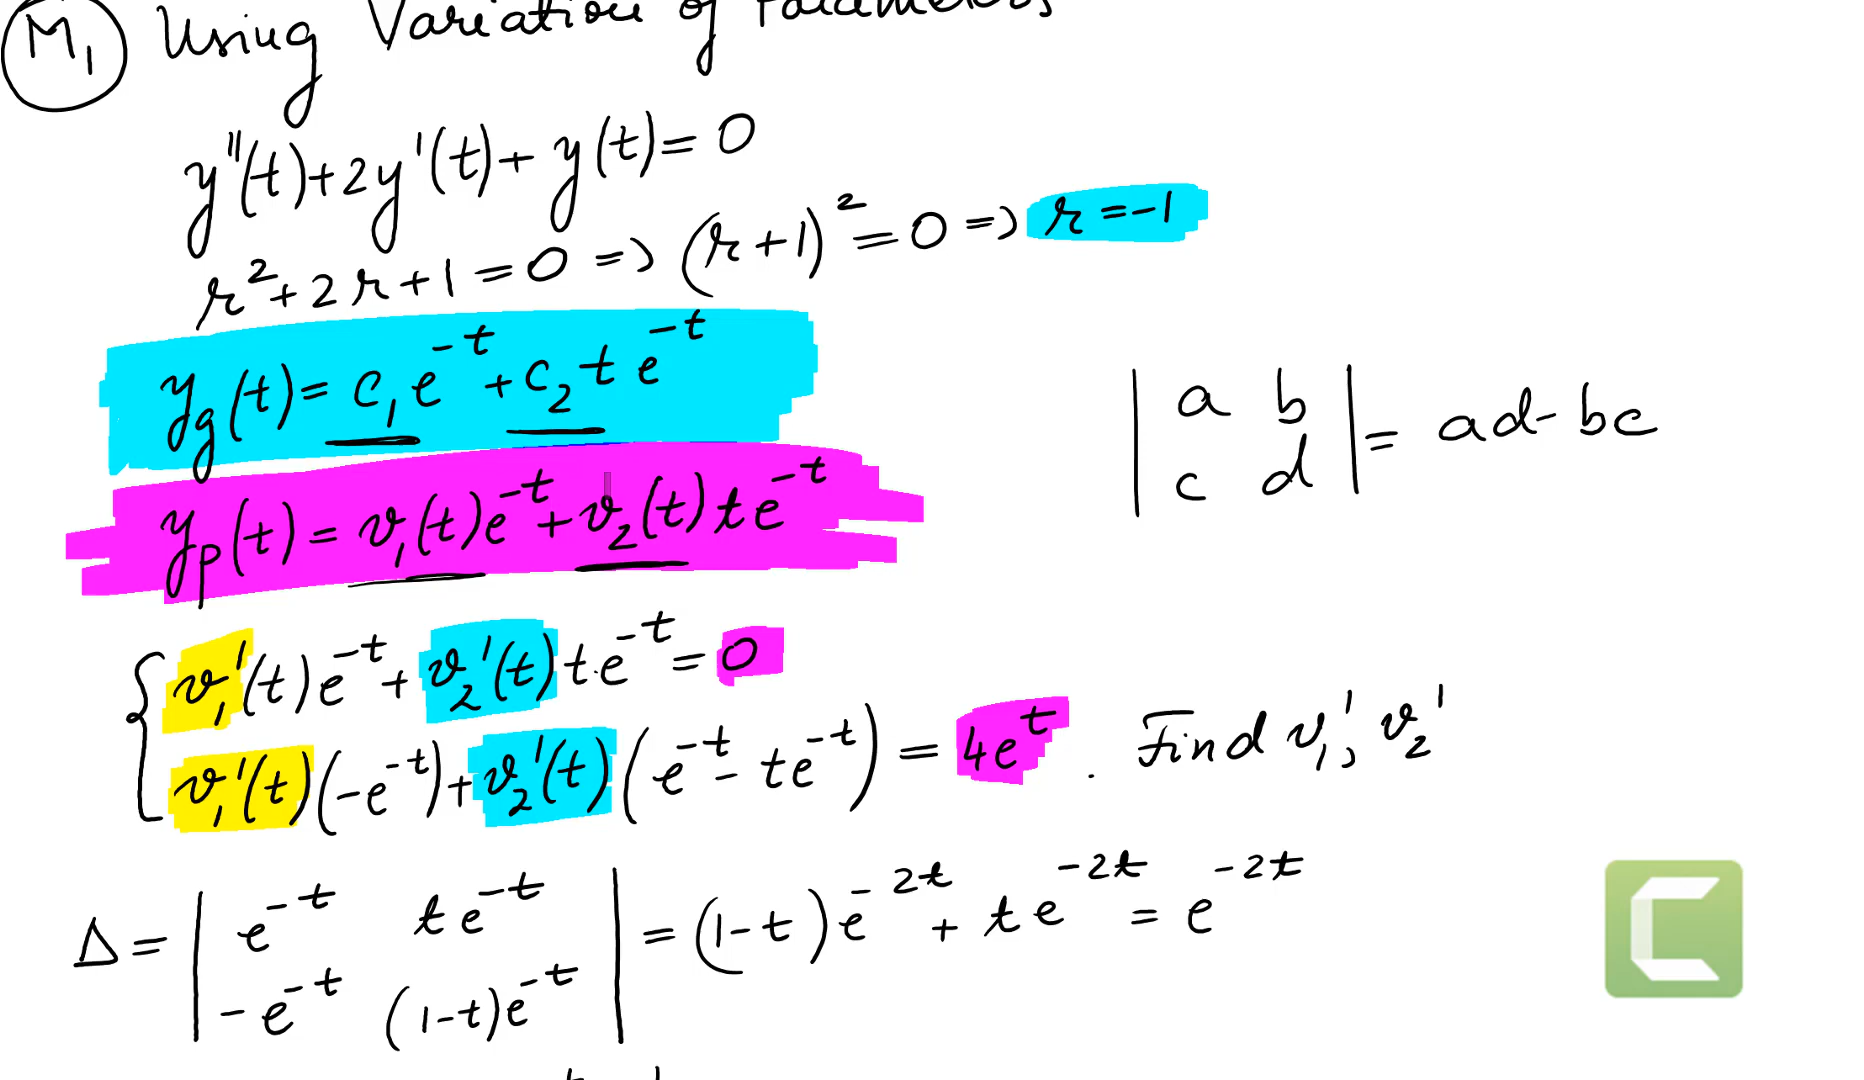 M₁ Using Variation of Parameters
y''(t)+2y'(t)+y(t)=0
r²+2r+1=0 => (r+1)²=0 => r=-1
y_g(t)=c₁e^{-t}+c₂te^{-t}
|a b; c d|=ad-bc
y_p(t)=v₁(t)e^{-t}+v₂(t)te^{-t}
{v₁'(t)e^{-t}+v₂'(t)t·e^{-t}=0
v₁'(t)(-e^{-t})+v₂'(t)(e^{-t}-te^{-t})=4e^t. Find v₁', v₂'
Δ=|e^{-t} te^{-t}; -e^{-t} (1-t)e^{-t}|=(1-t)e^{-2t}+te^{-2t}=e^{-2t}